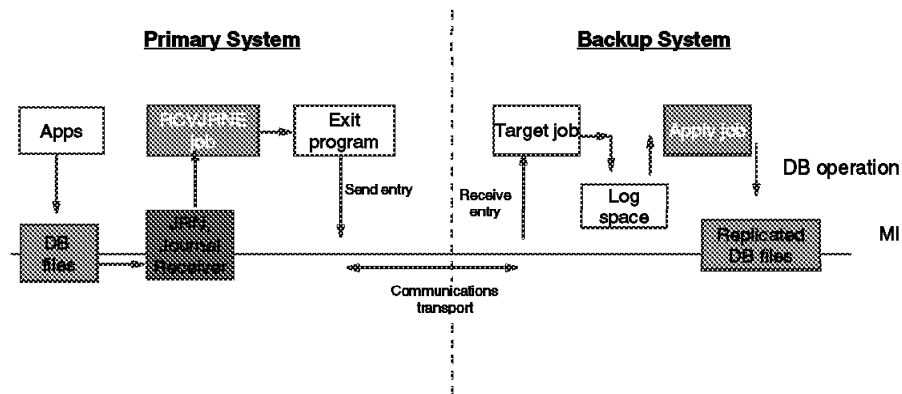 Primary System
Backup System
Apps
RCVJRNE
job
Exit
program
Target job
Apply job
DB operation
Send entry
Receive
entry
Log
space
DB
files
JRN
Journal
Receiver
Replicated
DB files
MI
Communications
transport